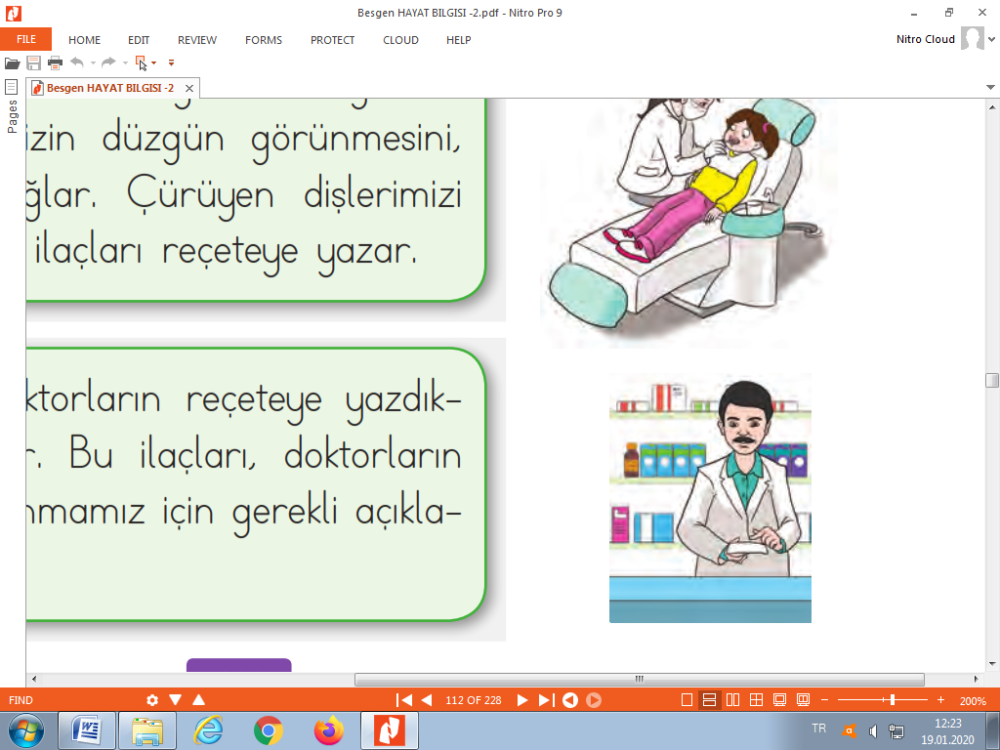 Besgen HAYAT BILGISI -2.pdf - Nitro Pro 9
FILE HOME EDIT REVIEW FORMS PROTECT CLOUD HELP
Nitro Cloud
Besgen HAYAT BILGISI -2
Pages
izin düzgün görünmesini,
ğlar. Çürüyen dişlerimizi
ilaçları reçeteye yazar.
ktorların reçeteye yazdık-
r. Bu ilaçları, doktorların
nmamız için gerekli açıkla-
FIND
112 OF 228
200%
TR
12:23
19.01.2020